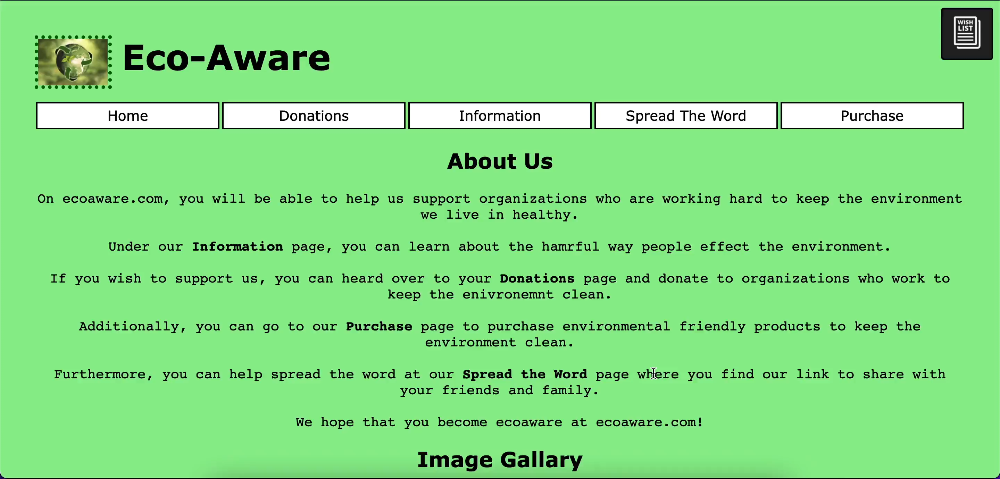 WISH
LIST
Eco-Aware
Home
Donations
Information
Spread The Word
Purchase
About Us
On ecoaware.com, you will be able to help us support organizations who are working hard to keep the environment
we live in healthy.
Under our Information page, you can learn about the hamrful way people effect the environment.
If you wish to support us, you can heard over to your Donations page and donate to organizations who work to
keep the enivronemnt clean.
Additionally, you can go to our Purchase page to purchase environmental friendly products to keep the
environment clean.
Furthermore, you can help spread the word at our Spread the Word page where you find our link to share with
your friends and family.
We hope that you become ecoaware at ecoaware.com!
Image Gallary